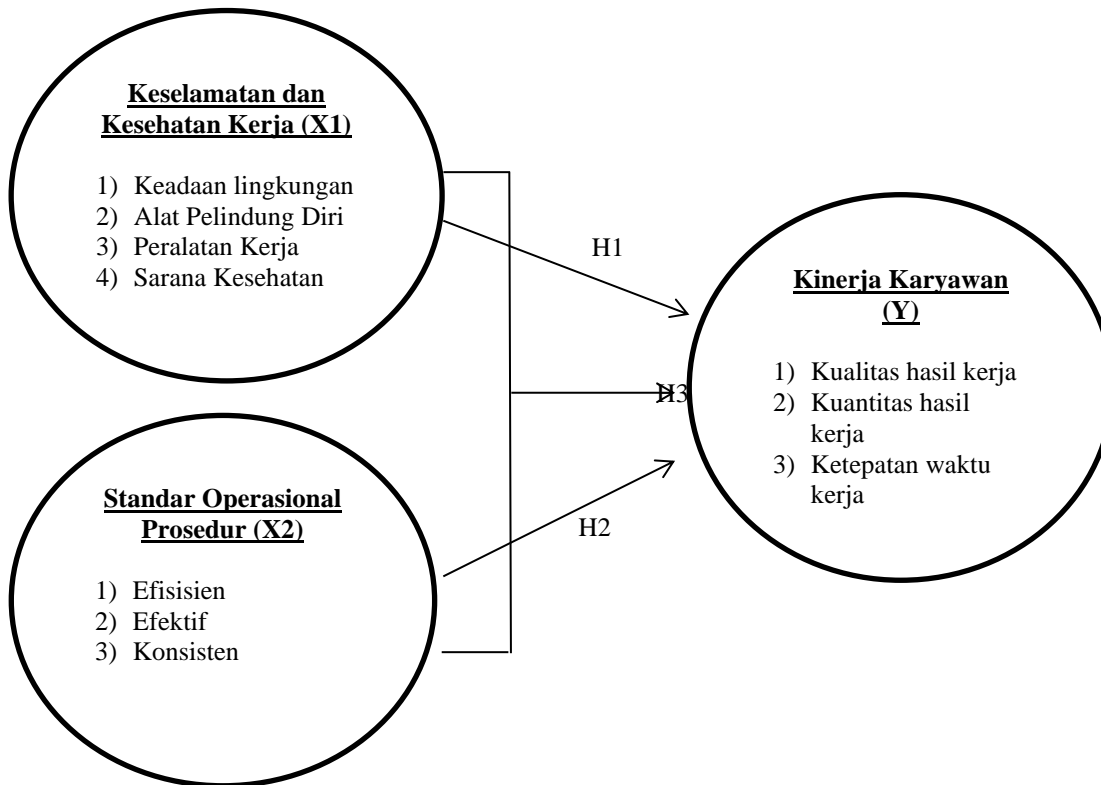 Keselamatan dan
Kesehatan Kerja (X1)
1) Keadaan lingkungan
2) Alat Pelindung Diri
3) Peralatan Kerja
4) Sarana Kesehatan
H1
Kinerja Karyawan
(Y)
1) Kualitas hasil kerja
2) Kuantitas hasil
kerja
3) Ketepatan waktu
kerja
H3
Standar Operasional
Prosedur (X2)
1) Efisisien
2) Efektif
3) Konsisten
H2